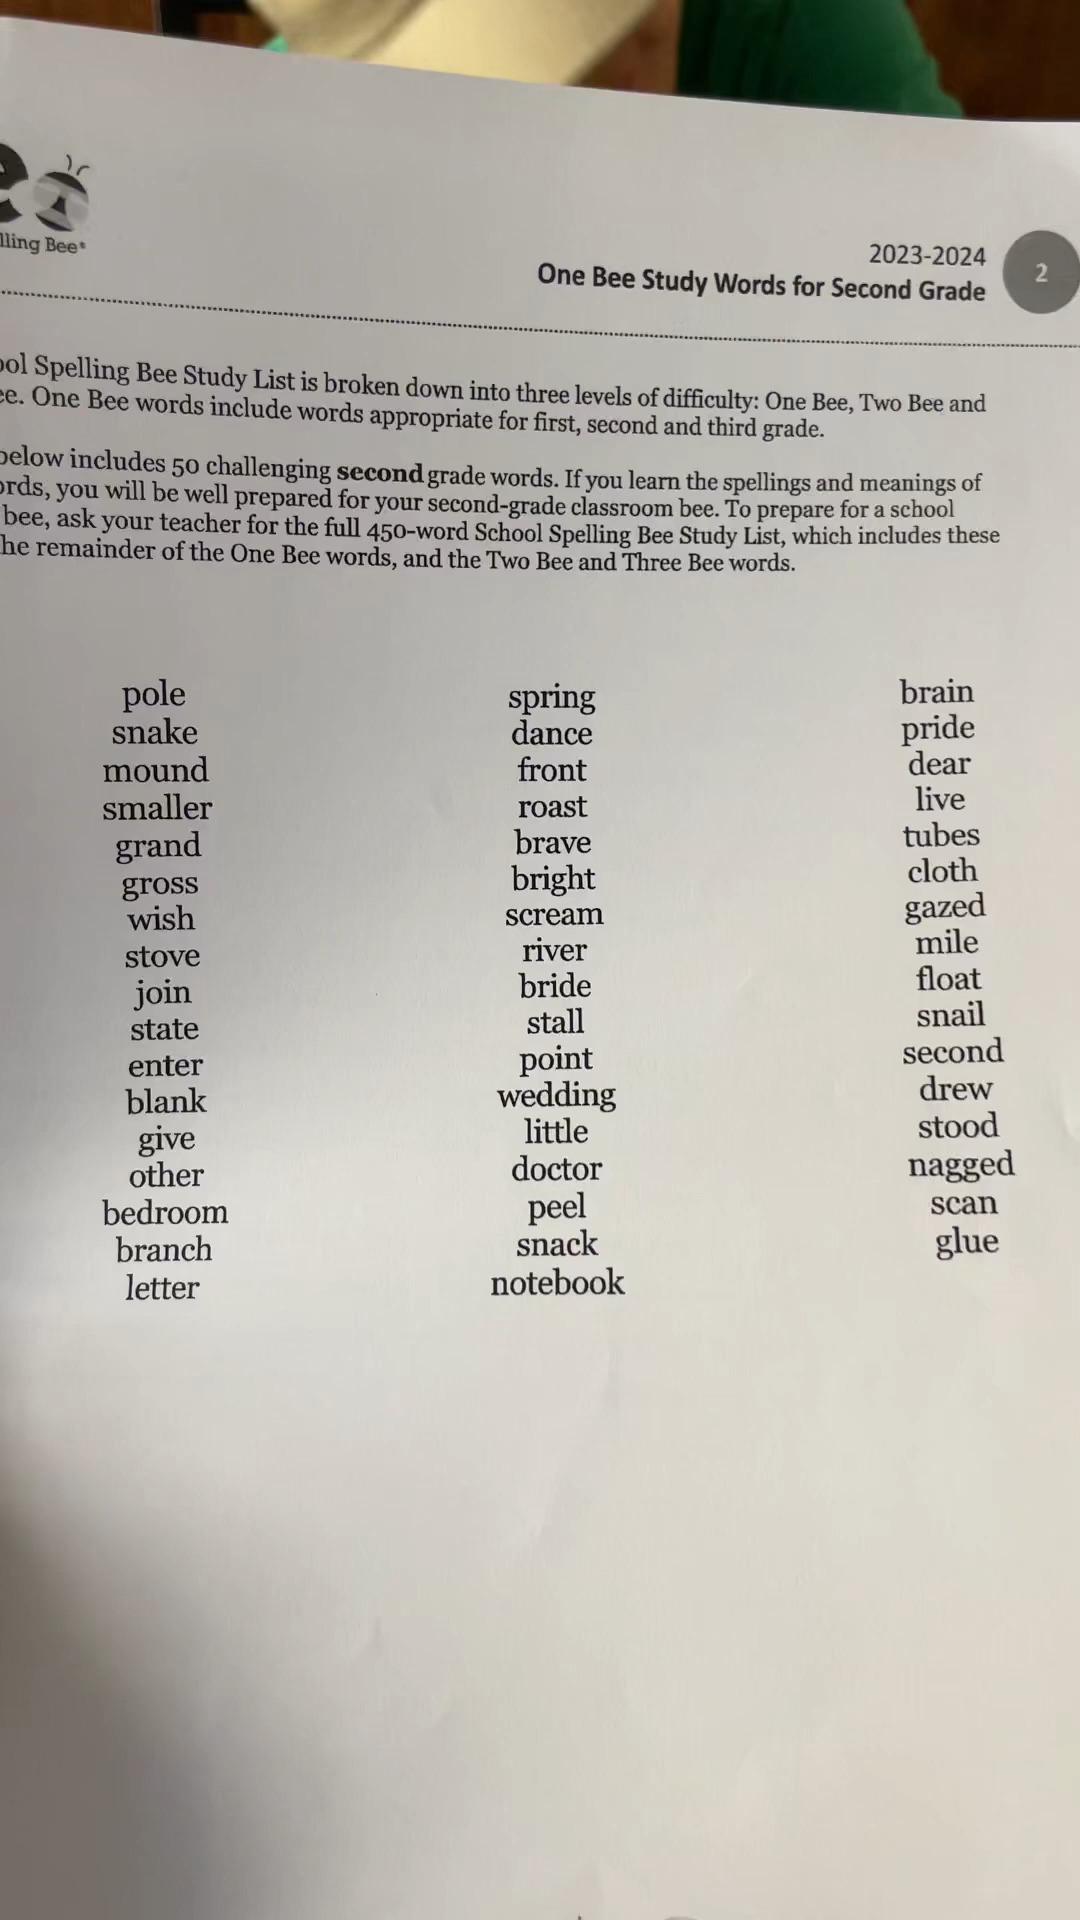 lling Bee®
2023-2024
One Bee Study Words for Second Grade
2
Spelling Bee Study List is broken down into three levels of difficulty: One Bee, Two Bee and
One Bee words include words appropriate for first, second and third grade.
below includes 50 challenging second grade words. If you learn the spellings and meanings of
you will be well prepared for your second-grade classroom bee. To prepare for a school
bee, ask your teacher for the full 450-word School Spelling Bee Study List, which includes these
he remainder of the One Bee words, and the Two Bee and Three Bee words.
pole
snake
mound
smaller
grand
gross
wish
stove
join
state
enter
blank
give
other
bedroom
branch
letter
spring
dance
front
roast
brave
bright
scream
river
bride
stall
point
wedding
little
doctor
peel
snack
notebook
brain
pride
dear
live
tubes
cloth
gazed
mile
float
snail
second
drew
stood
nagged
scan
glue